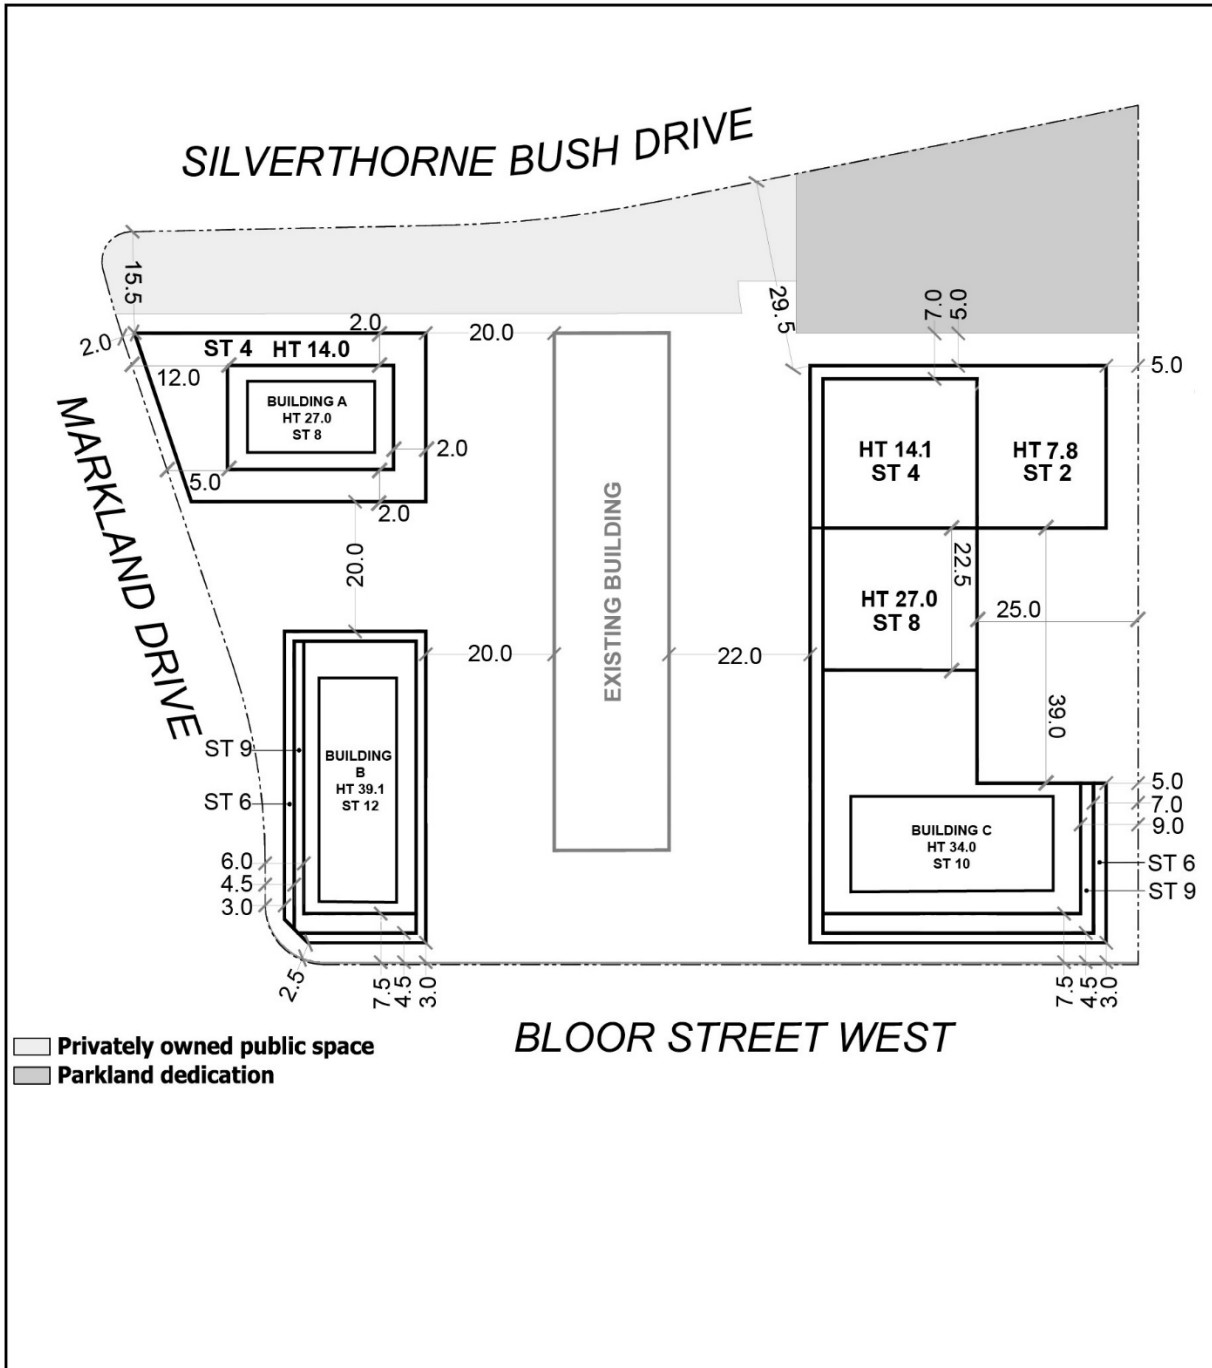 SILVERTHORNE BUSH DRIVE
15.5
29.5
7.0
5.0
2.0
2.0
20.0
5.0
ST 4 HT 14.0
12.0
BUILDING A
HT 27.0
ST 8
HT 14.1
ST 4
HT 7.8
ST 2
2.0
5.0
2.0
MARKLAND DRIVE
20.0
EXISTING BUILDING
22.5
HT 27.0
ST 8
25.0
20.0
22.0
39.0
ST 9
ST 6
BUILDING
B
HT 39.1
ST 12
5.0
7.0
9.0
BUILDING C
HT 34.0
ST 10
ST 6
ST 9
6.0
4.5
3.0
2.5
7.5
4.5
3.0
7.5
4.5
3.0
BLOOR STREET WEST
Privately owned public space
Parkland dedication